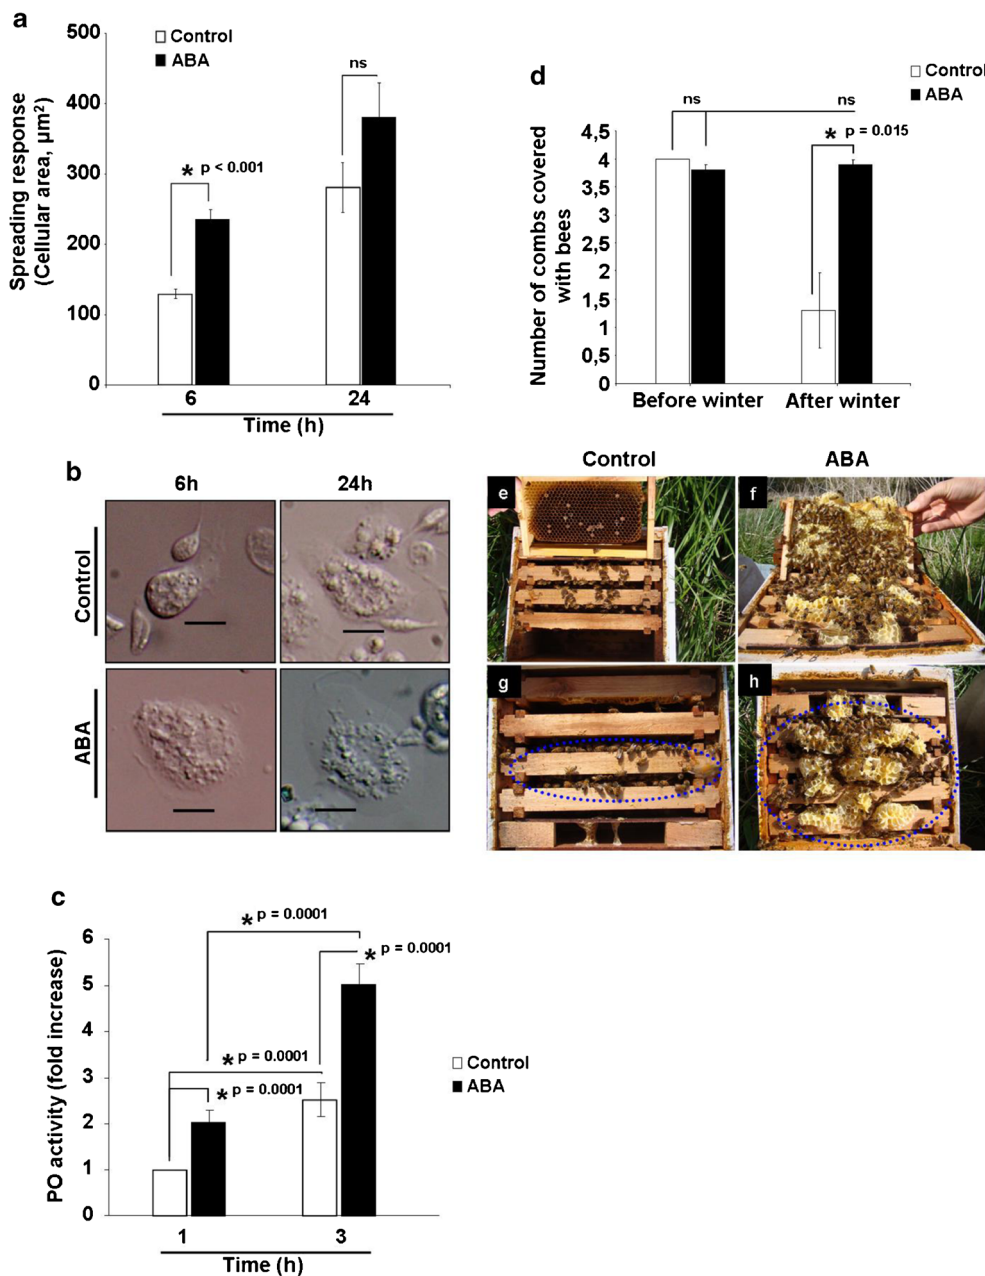 a
500
400
300
200
100
0
Spreading response
(Cellular area, µm²)
Control
ABA
* p < 0.001
ns
6
24
Time (h)
d
Control
ABA
ns
ns
* p = 0.015
4,5
4
3,5
3
2,5
2
1,5
1
0,5
0
Number of combs covered
with bees
Before winter
After winter
b
6h
24h
Control
ABA
Control
ABA
e
f
g
h
c
6
5
4
3
2
1
0
PO activity (fold increase)
* p = 0.0001
* p = 0.0001
* p = 0.0001
* p = 0.0001
Control
ABA
1
3
Time (h)